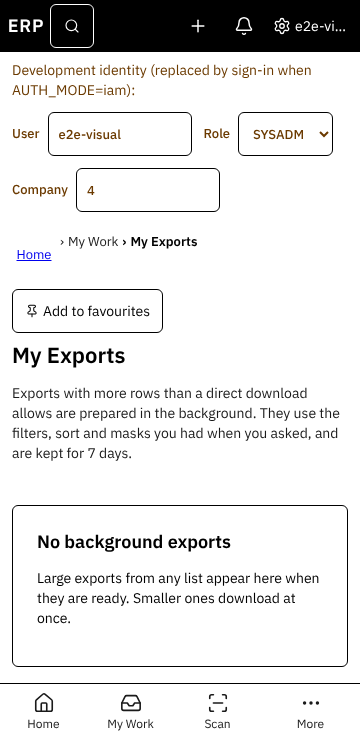 ERP
e2e-vi...
Development identity (replaced by sign-in when
AUTH_MODE=iam):
User e2e-visual Role SYSADM
Company 4
Home › My Work › My Exports
Add to favourites
My Exports
Exports with more rows than a direct download
allows are prepared in the background. They use the
filters, sort and masks you had when you asked, and
are kept for 7 days.
No background exports
Large exports from any list appear here when
they are ready. Smaller ones download at
once.
Home My Work Scan More